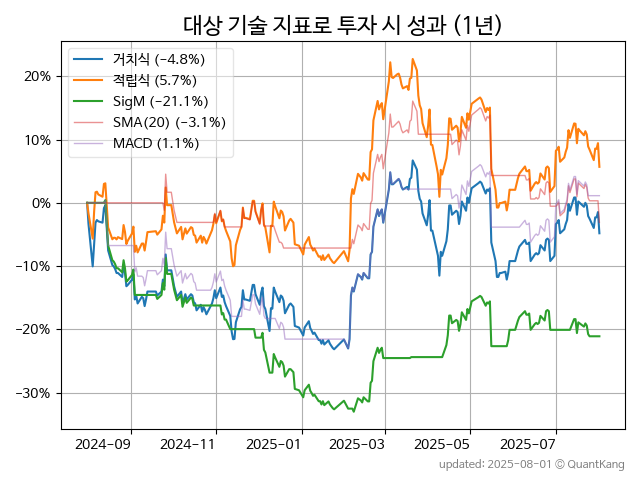 대상 기술 지표로 투자 시 성과 (1년)
거치식 (−4.8%)
적립식 (5.7%)
SigM (−21.1%)
SMA(20) (−3.1%)
MACD (1.1%)
20%
10%
0%
−10%
−20%
−30%
2024−09 2024−11 2025−01 2025−03 2025−05 2025−07
updated: 2025−08−01 © QuantKang